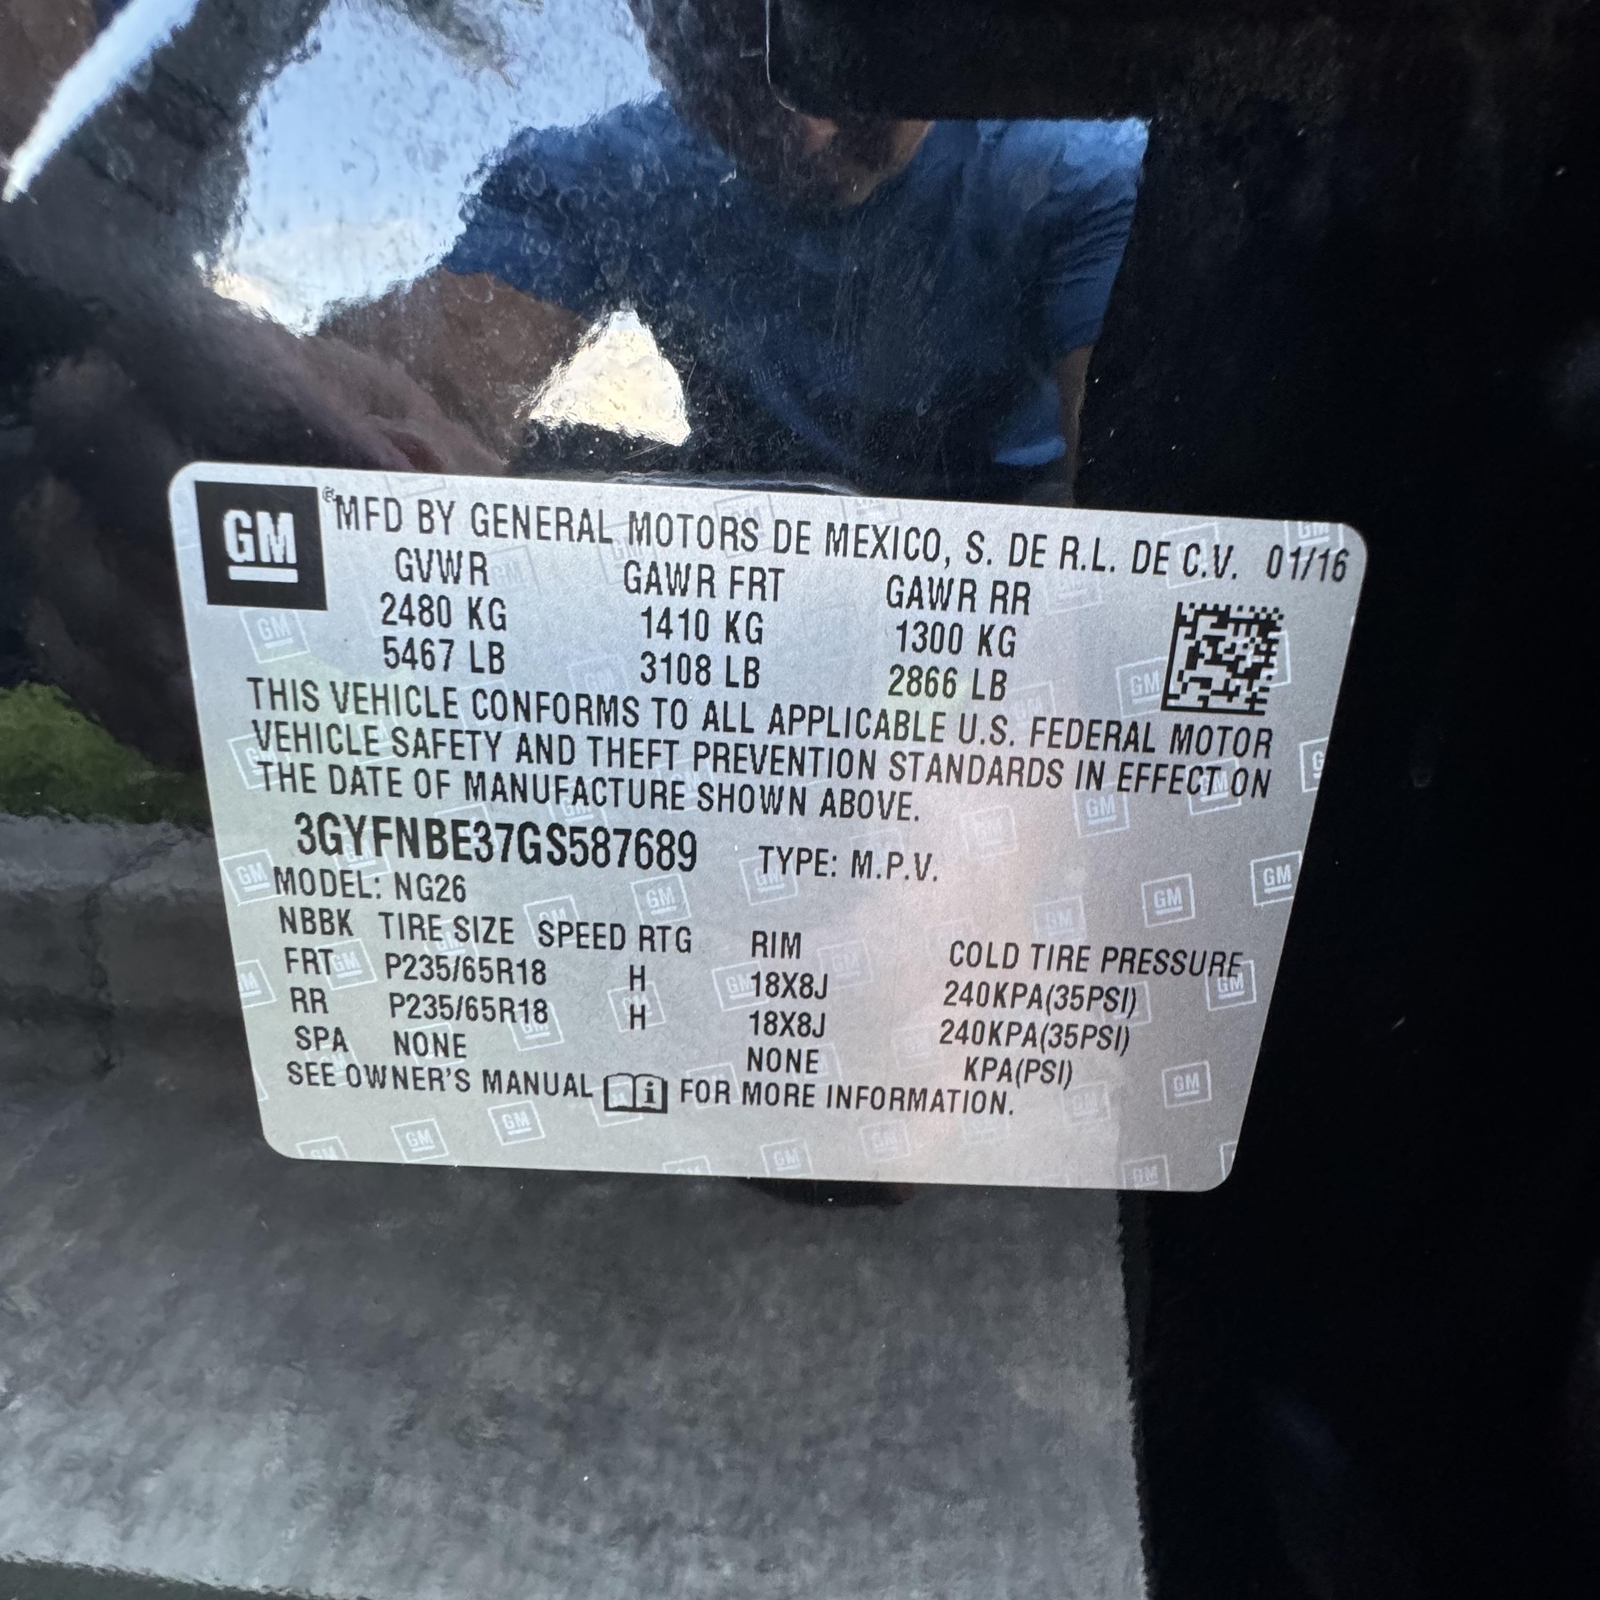 GM ® MFD BY GENERAL MOTORS DE MEXICO, S. DE R.L. DE C.V. 01/16
GVWR GAWR FRT GAWR RR
2480 KG 1410 KG 1300 KG
5467 LB 3108 LB 2866 LB
THIS VEHICLE CONFORMS TO ALL APPLICABLE U.S. FEDERAL MOTOR
VEHICLE SAFETY AND THEFT PREVENTION STANDARDS IN EFFECT ON
THE DATE OF MANUFACTURE SHOWN ABOVE.
3GYFNBE37GS587689 TYPE: M.P.V.
MODEL: NG26
NBBK TIRE SIZE SPEED RTG RIM COLD TIRE PRESSURE
FRT P235/65R18 H 18X8J 240KPA(35PSI)
RR P235/65R18 H 18X8J 240KPA(35PSI)
SPA NONE NONE KPA(PSI)
SEE OWNER'S MANUAL i FOR MORE INFORMATION.